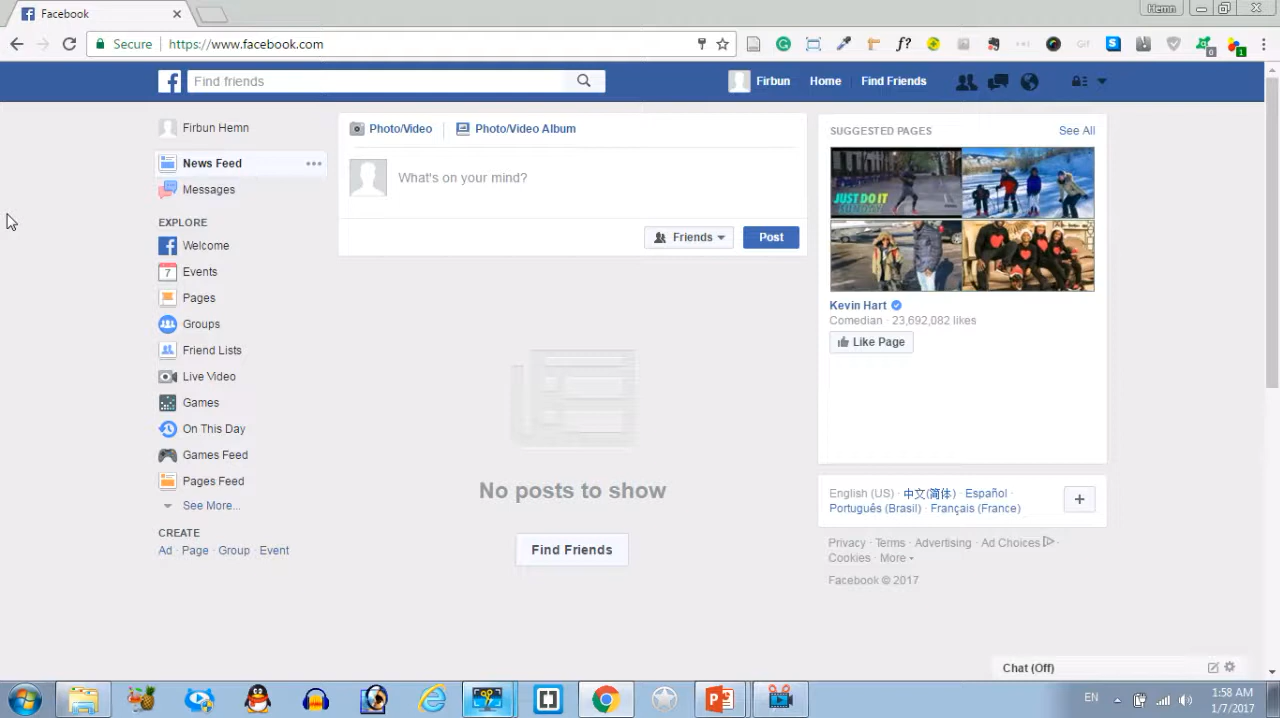 Facebook
Hemn
Secure
https://www.facebook.com
f?
Gif
0
1
Find friends
Firbun
Home
Find Friends
Firbun Hemn
News Feed
Messages
EXPLORE
Welcome
7
Events
Pages
Groups
Friend Lists
Live Video
Games
On This Day
Games Feed
Pages Feed
See More...
CREATE
Ad · Page · Group · Event
Photo/Video
Photo/Video Album
What's on your mind?
Friends
Post
No posts to show
Find Friends
SUGGESTED PAGES
See All
JUST DO IT
SUNDAY
Kevin Hart
Comedian · 23,692,082 likes
Like Page
English (US) · 中文(简体) · Español ·
Português (Brasil) · Français (France)
Privacy · Terms · Advertising · Ad Choices ·
Cookies · More
Facebook © 2017
Chat (Off)
EN
1:58 AM
1/7/2017